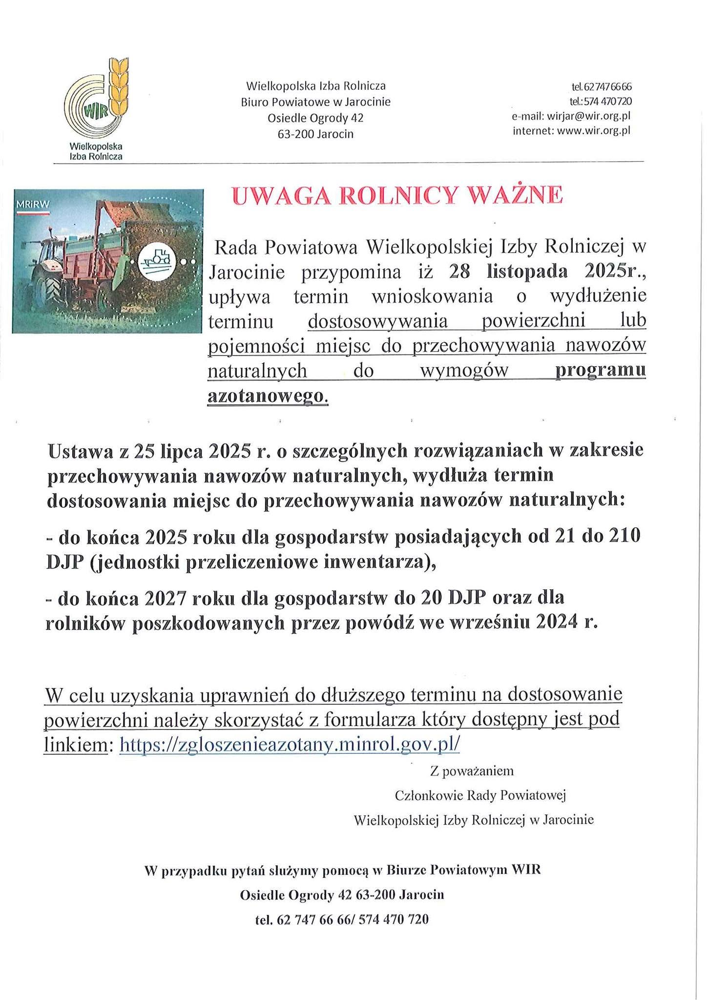 WIR
Wielkopolska
Izba Rolnicza
Wielkopolska Izba Rolnicza
Biuro Powiatowe w Jarocinie
Osiedle Ogrody 42
63-200 Jarocin
tel. 62 747 66 66
tel.: 574 470 720
e-mail: wirjar@wir.org.pl
internet: www.wir.org.pl
MRiRW
UWAGA ROLNICY WAŻNE
Rada Powiatowa Wielkopolskiej Izby Rolniczej w
Jarocinie przypomina iż 28 listopada 2025r.,
upływa termin wnioskowania o wydłużenie
terminu dostosowywania powierzchni lub
pojemności miejsc do przechowywania nawozów
naturalnych do wymogów programu
azotanowego.
Ustawa z 25 lipca 2025 r. o szczególnych rozwiązaniach w zakresie
przechowywania nawozów naturalnych, wydłuża termin
dostosowania miejsc do przechowywania nawozów naturalnych:
- do końca 2025 roku dla gospodarstw posiadających od 21 do 210
DJP (jednostki przeliczeniowe inwentarza),
- do końca 2027 roku dla gospodarstw do 20 DJP oraz dla
rolników poszkodowanych przez powódź we wrześniu 2024 r.
W celu uzyskania uprawnień do dłuższego terminu na dostosowanie
powierzchni należy skorzystać z formularza który dostępny jest pod
linkiem: https://zgloszenieazotany.minrol.gov.pl/
Z poważaniem
Członkowie Rady Powiatowej
Wielkopolskiej Izby Rolniczej w Jarocinie
W przypadku pytań służymy pomocą w Biurze Powiatowym WIR
Osiedle Ogrody 42 63-200 Jarocin
tel. 62 747 66 66/ 574 470 720